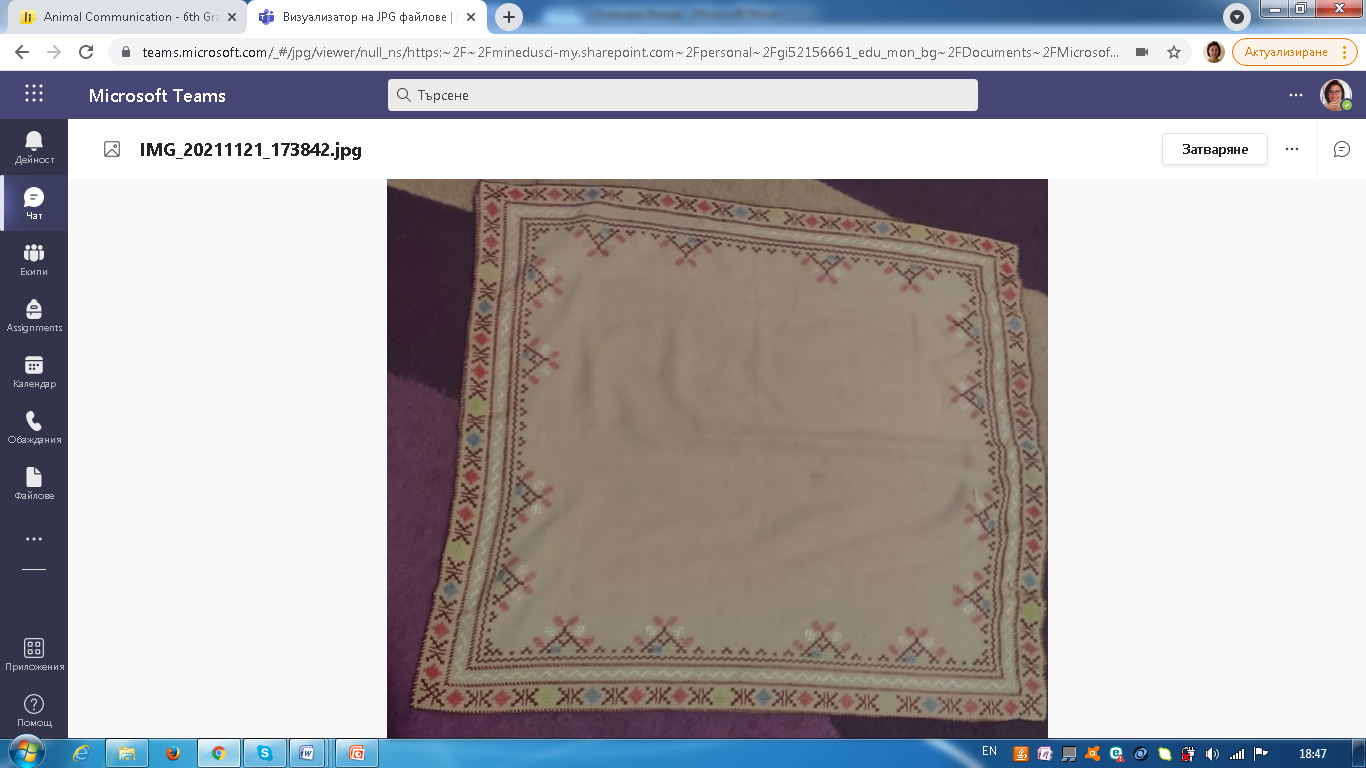 Animal Communication - 6th Gra
Визуализатор на JPG файлове |
teams.microsoft.com/_#/jpg/viewer/null_ns/https:~2F~2Fminedusci-my.sharepoint.com~2Fpersonal~2Fgi52156661_edu_mon_bg~2FDocuments~2FMicrosof...
Актуализиране
Microsoft Teams
Търсене
Дейност
Чат
Екипи
Assignments
Календар
Обаждания
Файлове
Приложения
Помощ
IMG_20211121_173842.jpg
Затваряне
EN
18:47